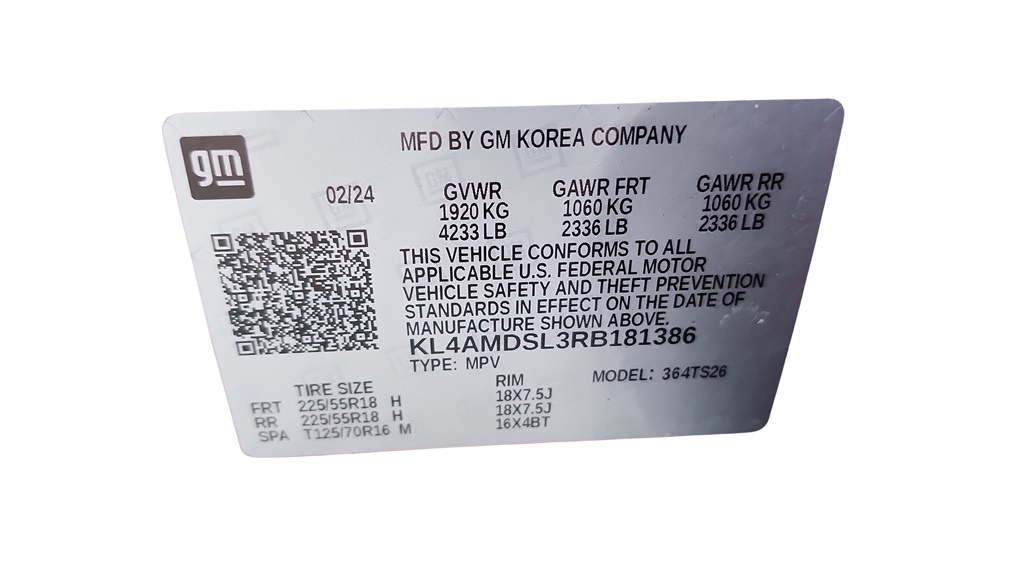 gm
MFD BY GM KOREA COMPANY
02/24
GVWR GAWR FRT GAWR RR
1920 KG 1060 KG 1060 KG
4233 LB 2336 LB 2336 LB
THIS VEHICLE CONFORMS TO ALL
APPLICABLE U.S. FEDERAL MOTOR
VEHICLE SAFETY AND THEFT PREVENTION
STANDARDS IN EFFECT ON THE DATE OF
MANUFACTURE SHOWN ABOVE.
KL4AMDSL3RB181386
TYPE: MPV
MODEL: 364TS26
TIRE SIZE RIM
FRT 225/55R18 H 18X7.5J
RR 225/55R18 H 18X7.5J
SPA T125/70R16 M 16X4BT